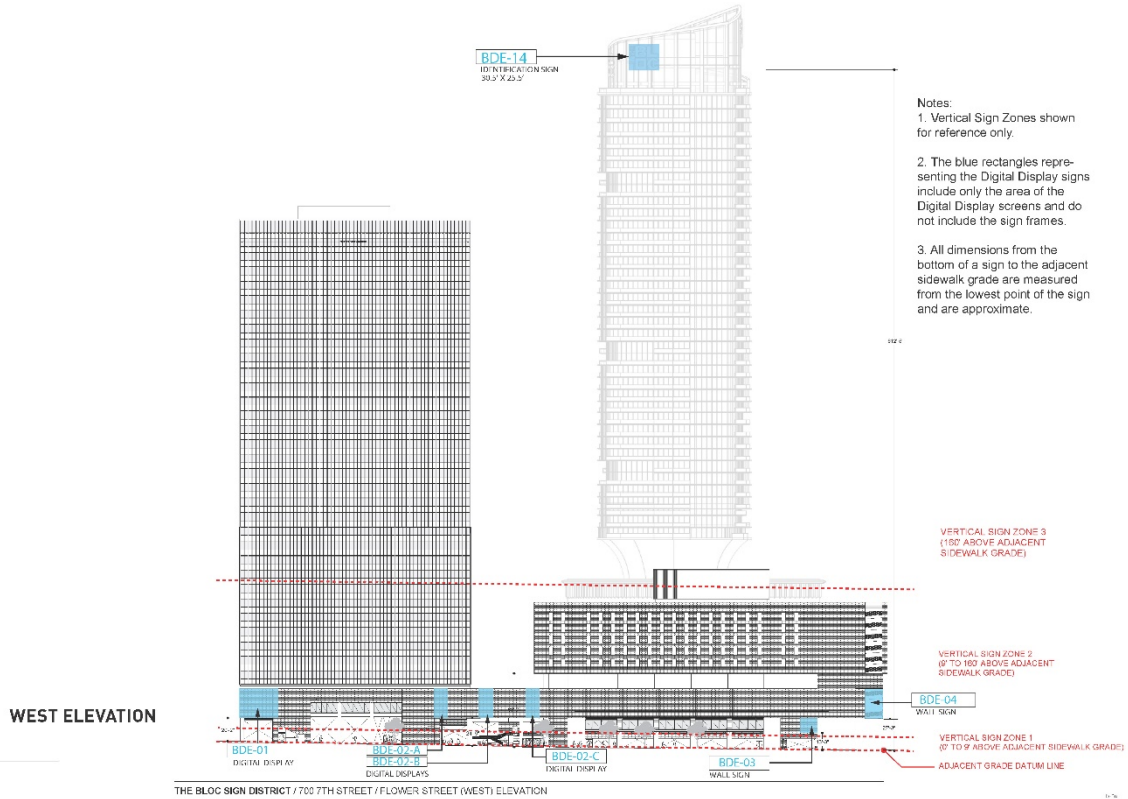 BDE-14
IDENTIFICATION SIGN
30.5' X 25.5'
Notes:
1. Vertical Sign Zones shown
for reference only.
2. The blue rectangles repre-
senting the Digital Display signs
include only the area of the
Digital Display screens and do
not include the sign frames.
3. All dimensions from the
bottom of a sign to the adjacent
sidewalk grade are measured
from the lowest point of the sign
and are approximate.
VERTICAL SIGN ZONE 3
(160' ABOVE ADJACENT
SIDEWALK GRADE)
VERTICAL SIGN ZONE 2
(9' TO 160' ABOVE ADJACENT
SIDEWALK GRADE)
BDE-04
WALL SIGN
WEST ELEVATION
VERTICAL SIGN ZONE 1
(0' TO 9' ABOVE ADJACENT SIDEWALK GRADE)
ADJACENT GRADE DATUM LINE
BDE-01
DIGITAL DISPLAY
BDE-02-A
BDE-02-B
DIGITAL DISPLAYS
BDE-02-C
DIGITAL DISPLAY
BDE-03
WALL SIGN
THE BLOC SIGN DISTRICT / 700 7TH STREET / FLOWER STREET (WEST) ELEVATION